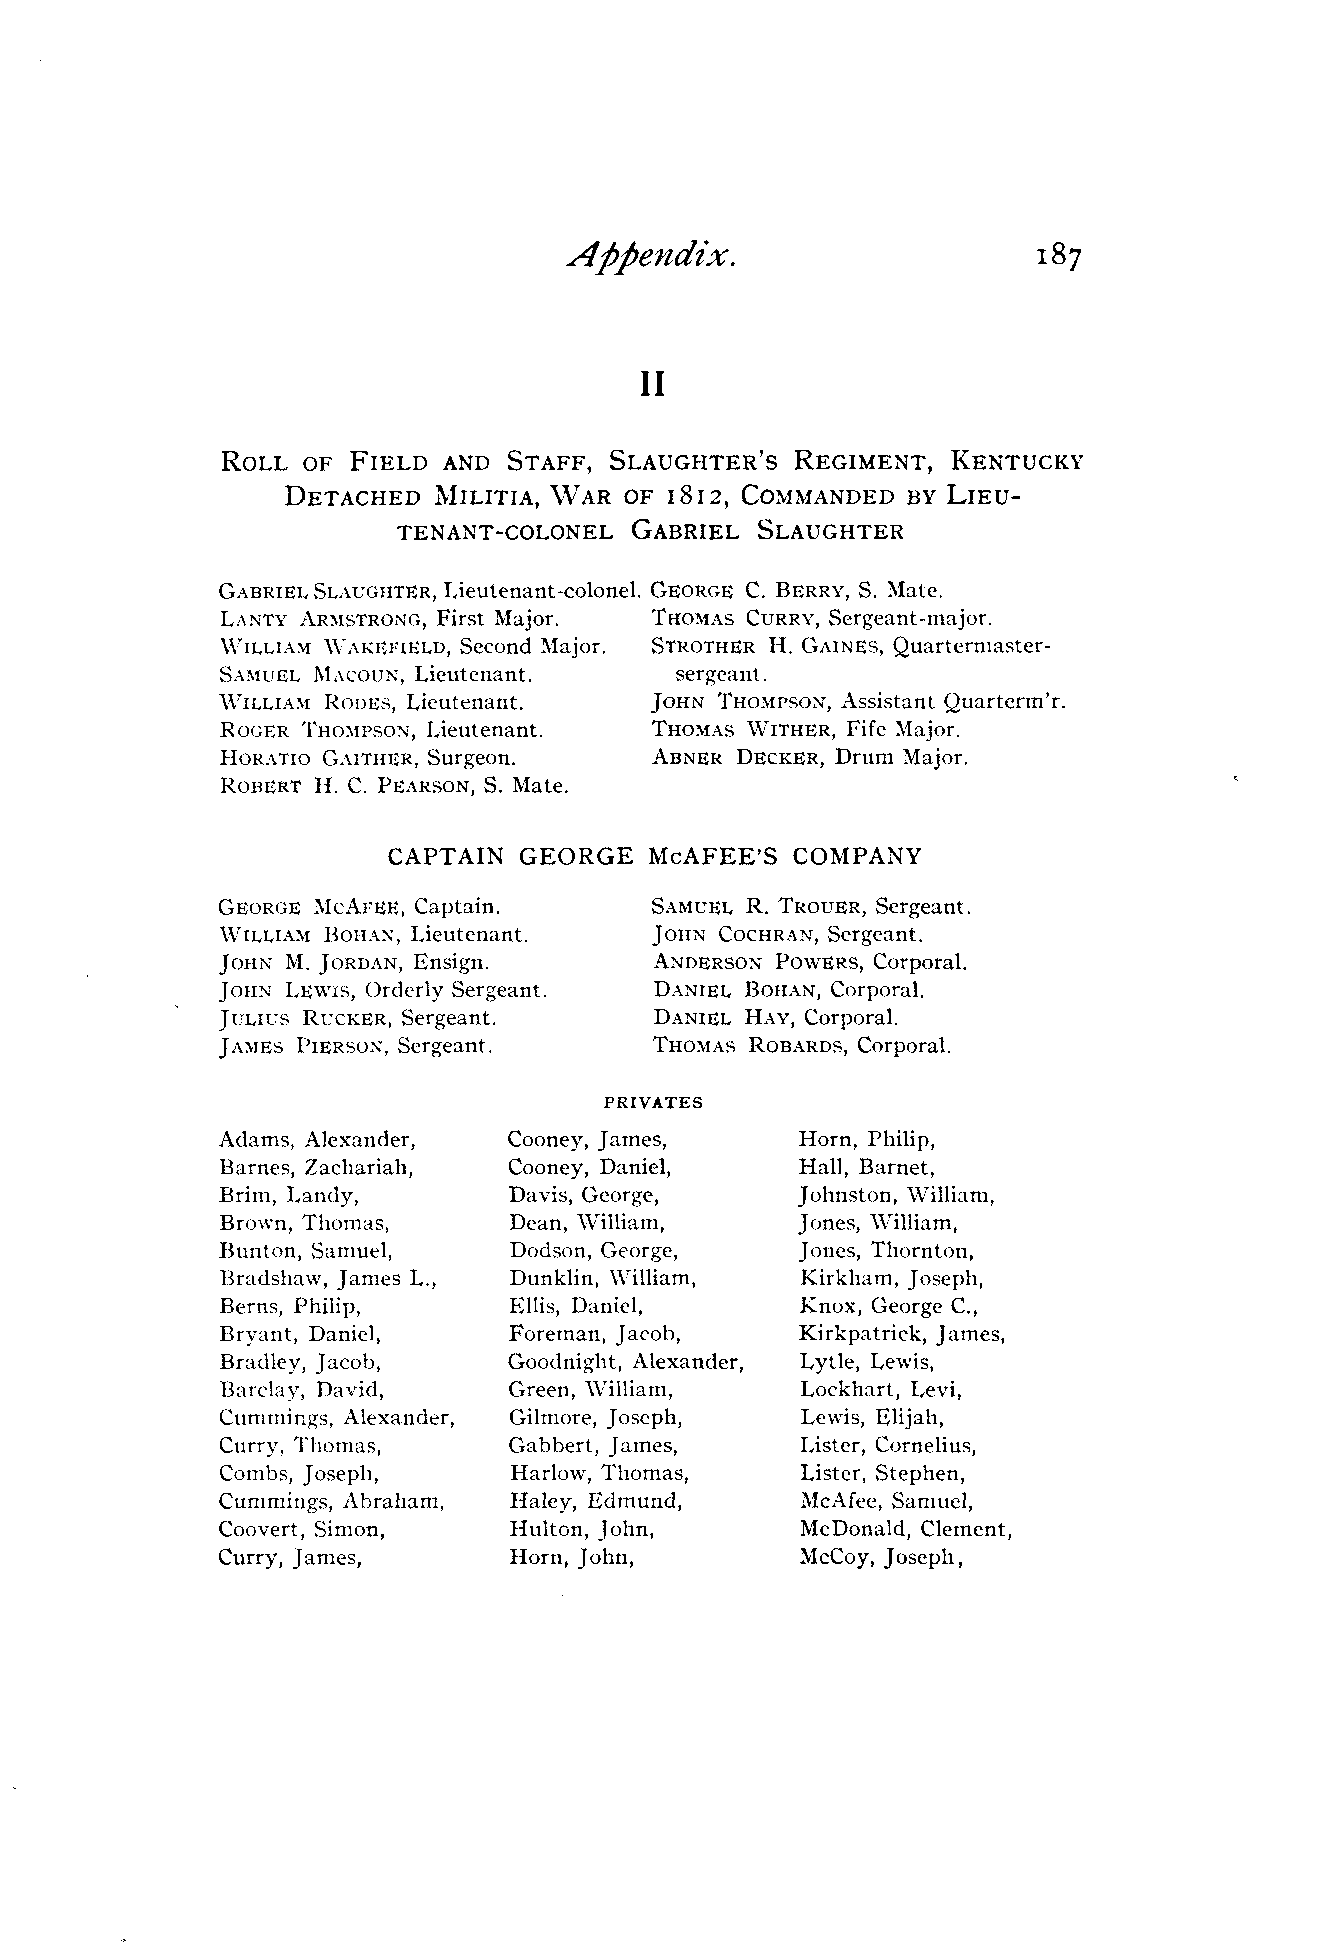 Appendix. 187
II
ROLL OF FIELD AND STAFF, SLAUGHTER'S REGIMENT, KENTUCKY
DETACHED MILITIA, WAR OF 1812, COMMANDED BY LIEU-
TENANT-COLONEL GABRIEL SLAUGHTER
GABRIEL SLAUGHTER, Lieutenant-colonel.
LANTY ARMSTRONG, First Major.
WILLIAM WAKEFIELD, Second Major.
SAMUEL MACOUN, Lieutenant.
WILLIAM RODES, Lieutenant.
ROGER THOMPSON, Lieutenant.
HORATIO GAITHER, Surgeon.
ROBERT H. C. PEARSON, S. Mate.
GEORGE C. BERRY, S. Mate.
THOMAS CURRY, Sergeant-major.
STROTHER H. GAINES, Quartermaster-
sergeant.
JOHN THOMPSON, Assistant Quarterm'r.
THOMAS WITHER, Fife Major.
ABNER DECKER, Drum Major.
CAPTAIN GEORGE McAFEE'S COMPANY
GEORGE MCAFEE, Captain.
WILLIAM BOHAN, Lieutenant.
JOHN M. JORDAN, Ensign.
JOHN LEWIS, Orderly Sergeant.
JULIUS RUCKER, Sergeant.
JAMES PIERSON, Sergeant.
SAMUEL R. TROUER, Sergeant.
JOHN COCHRAN, Sergeant.
ANDERSON POWERS, Corporal.
DANIEL BOHAN, Corporal.
DANIEL HAY, Corporal.
THOMAS ROBARDS, Corporal.
PRIVATES
Adams, Alexander,
Barnes, Zachariah,
Brim, Landy,
Brown, Thomas,
Bunton, Samuel,
Bradshaw, James L.,
Berns, Philip,
Bryant, Daniel,
Bradley, Jacob,
Barclay, David,
Cummings, Alexander,
Curry, Thomas,
Combs, Joseph,
Cummings, Abraham,
Coovert, Simon,
Curry, James,
Cooney, James,
Cooney, Daniel,
Davis, George,
Dean, William,
Dodson, George,
Dunklin, William,
Ellis, Daniel,
Foreman, Jacob,
Goodnight, Alexander,
Green, William,
Gilmore, Joseph,
Gabbert, James,
Harlow, Thomas,
Haley, Edmund,
Hulton, John,
Horn, John,
Horn, Philip,
Hall, Barnet,
Johnston, William,
Jones, William,
Jones, Thornton,
Kirkham, Joseph,
Knox, George C.,
Kirkpatrick, James,
Lytle, Lewis,
Lockhart, Levi,
Lewis, Elijah,
Lister, Cornelius,
Lister, Stephen,
McAfee, Samuel,
McDonald, Clement,
McCoy, Joseph,